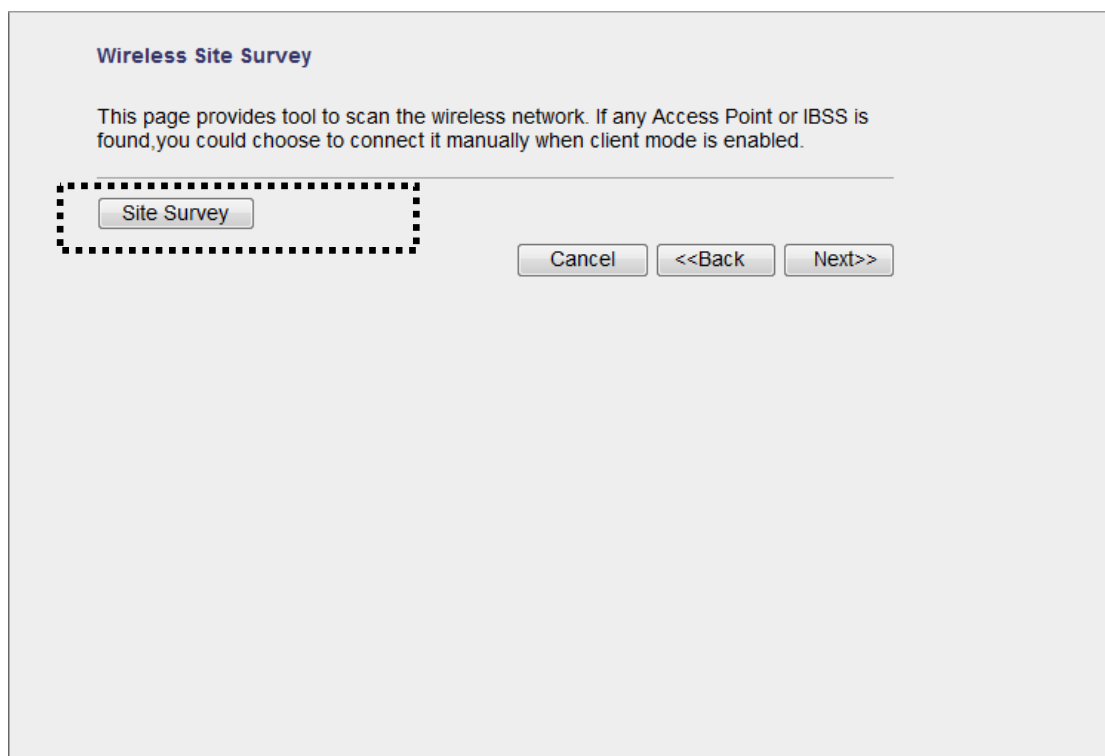 Wireless Site Survey
This page provides tool to scan the wireless network. If any Access Point or IBSS is
found,you could choose to connect it manually when client mode is enabled.
Site Survey
Cancel <<Back Next>>